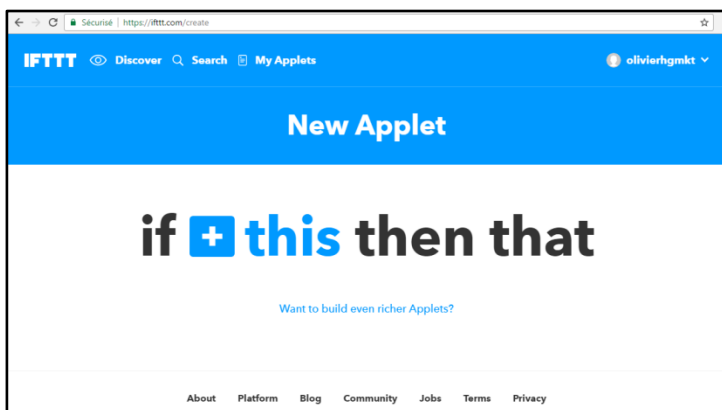 Sécurisé | https://ifttt.com/create
IFTTT Discover Search My Applets olivierhgmkt
New Applet
if + this then that
Want to build even richer Applets?
About Platform Blog Community Jobs Terms Privacy